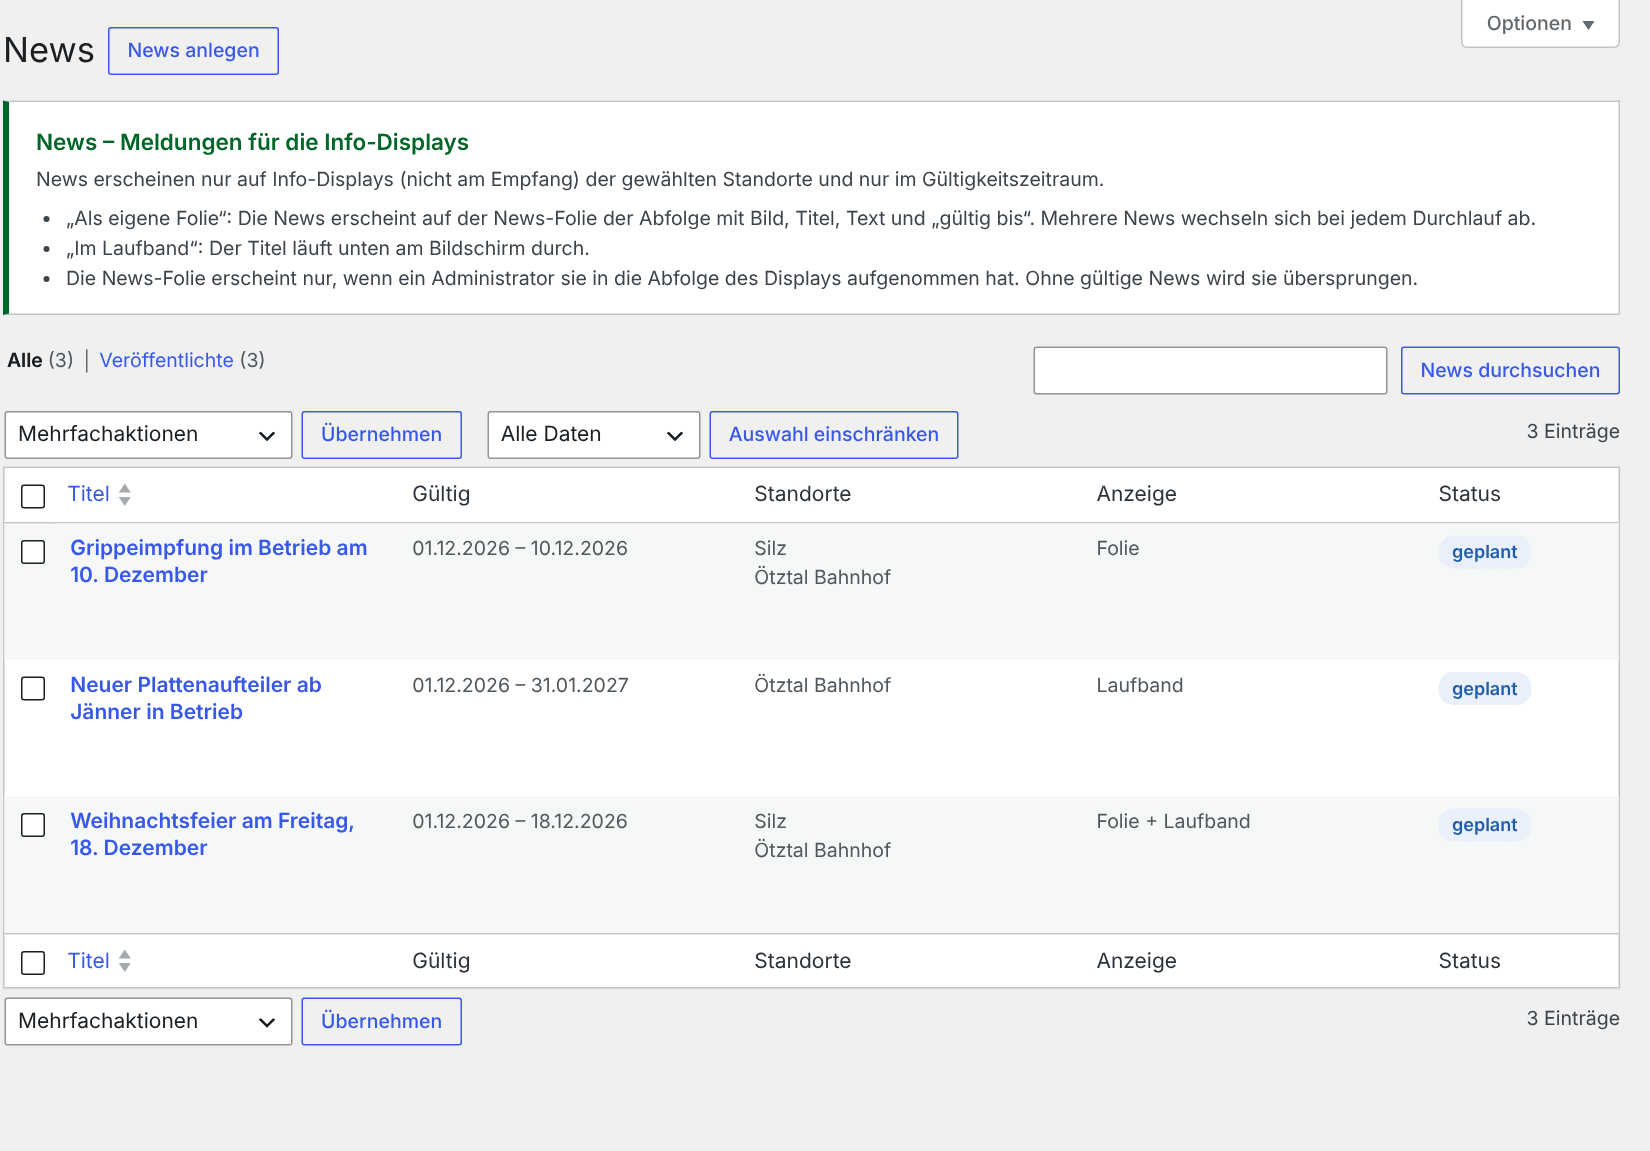 Optionen ▼
News
News anlegen
News – Meldungen für die Info-Displays
News erscheinen nur auf Info-Displays (nicht am Empfang) der gewählten Standorte und nur im Gültigkeitszeitraum.
• „Als eigene Folie“: Die News erscheint auf der News-Folie der Abfolge mit Bild, Titel, Text und „gültig bis“. Mehrere News wechseln sich bei jedem Durchlauf ab.
• „Im Laufband“: Der Titel läuft unten am Bildschirm durch.
• Die News-Folie erscheint nur, wenn ein Administrator sie in die Abfolge des Displays aufgenommen hat. Ohne gültige News wird sie übersprungen.
Alle (3) | Veröffentlichte (3)
News durchsuchen
Mehrfachaktionen
Übernehmen
Alle Daten
Auswahl einschränken
3 Einträge
Titel Gültig Standorte Anzeige Status
Grippeimpfung im Betrieb am
10. Dezember
01.12.2026 – 10.12.2026
Silz
Ötztal Bahnhof
Folie
geplant
Neuer Plattenaufteiler ab
Jänner in Betrieb
01.12.2026 – 31.01.2027
Ötztal Bahnhof
Laufband
geplant
Weihnachtsfeier am Freitag,
18. Dezember
01.12.2026 – 18.12.2026
Silz
Ötztal Bahnhof
Folie + Laufband
geplant
Titel Gültig Standorte Anzeige Status
Mehrfachaktionen
Übernehmen
3 Einträge